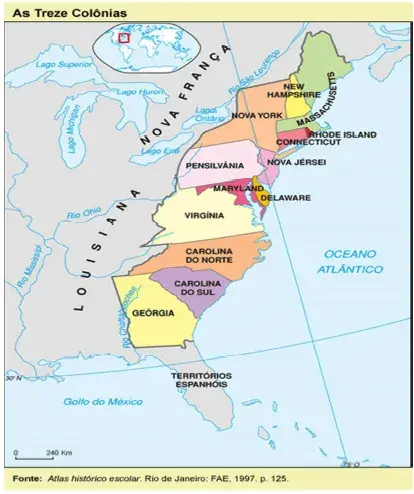 As Treze Colônias
Lago Superior
Lago Huron
Lago Michigan
Lago Ontário
Lago Erie
NOVA FRANÇA
Rio São Lourenço
NEW
HAMPSHIRE
MASSACHUSETTS
NOVA YORK
RHODE ISLAND
CONNECTICUT
PENSILVÂNIA
NOVA JÉRSEI
MARYLAND
DELAWARE
Rio Ohio
VIRGÍNIA
LOUISIANA
Rio Mississípi
CAROLINA
DO NORTE
OCEANO
ATLÂNTICO
CAROLINA
DO SUL
GEÓRGIA
TERRITÓRIOS
ESPANHÓIS
30°N
Golfo do México
0 240 Km
75°O
Fonte: Atlas histórico escolar. Rio de Janeiro: FAE, 1997. p. 125.